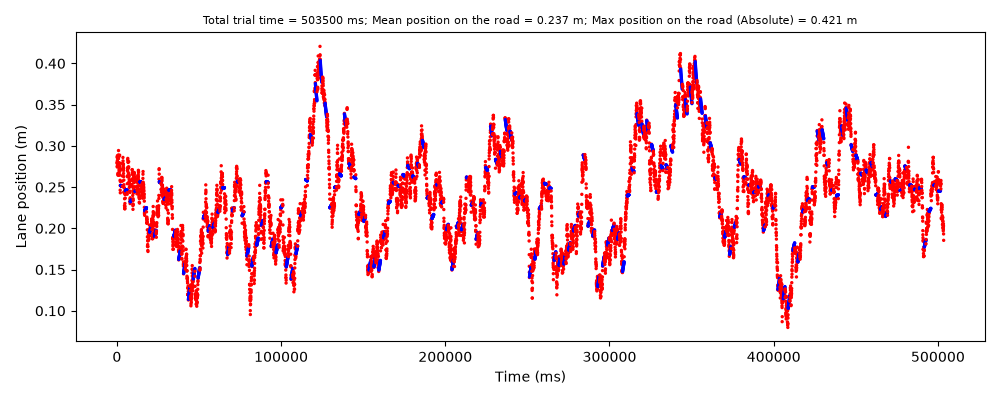 Total trial time = 503500 ms; Mean position on the road = 0.237 m; Max position on the road (Absolute) = 0.421 m
0.40
0.35
0.30
0.25
0.20
0.15
0.10
Lane position (m)
0 100000 200000 300000 400000 500000
Time (ms)